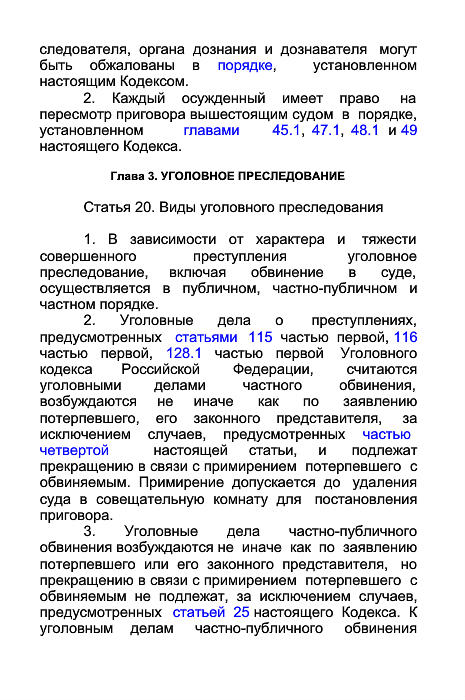 следователя, органа дознания и дознавателя могут
быть обжалованы в порядке, установленном
настоящим Кодексом.
2. Каждый осужденный имеет право на
пересмотр приговора вышестоящим судом в порядке,
установленном главами 45.1, 47.1, 48.1 и 49
настоящего Кодекса.
Глава 3. УГОЛОВНОЕ ПРЕСЛЕДОВАНИЕ
Статья 20. Виды уголовного преследования
1. В зависимости от характера и тяжести
совершенного преступления уголовное
преследование, включая обвинение в суде,
осуществляется в публичном, частно-публичном и
частном порядке.
2. Уголовные дела о преступлениях,
предусмотренных статьями 115 частью первой, 116
частью первой, 128.1 частью первой Уголовного
кодекса Российской Федерации, считаются
уголовными делами частного обвинения,
возбуждаются не иначе как по заявлению
потерпевшего, его законного представителя, за
исключением случаев, предусмотренных частью
четвертой настоящей статьи, и подлежат
прекращению в связи с примирением потерпевшего с
обвиняемым. Примирение допускается до удаления
суда в совещательную комнату для постановления
приговора.
3. Уголовные дела частно-публичного
обвинения возбуждаются не иначе как по заявлению
потерпевшего или его законного представителя, но
прекращению в связи с примирением потерпевшего с
обвиняемым не подлежат, за исключением случаев,
предусмотренных статьей 25 настоящего Кодекса. К
уголовным делам частно-публичного обвинения